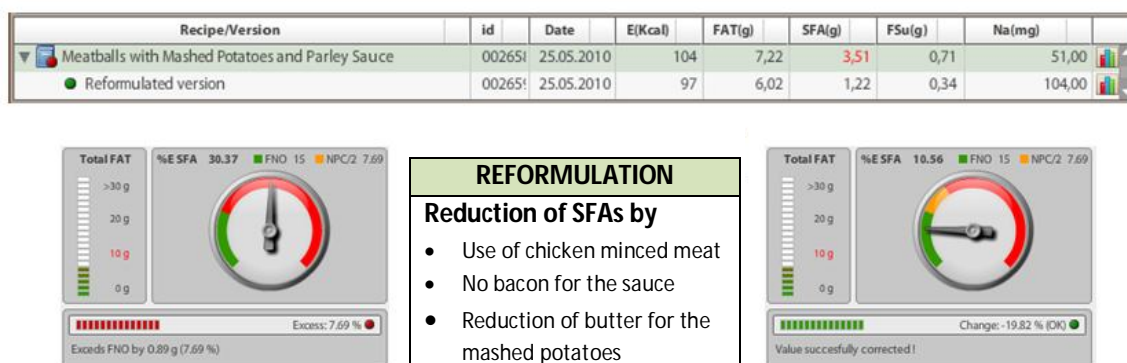 Recipe/Version id Date E(Kcal) FAT(g) SFA(g) FSu(g) Na(mg)
Meatballs with Mashed Potatoes and Parley Sauce 002658 25.05.2010 104 7,22 3,51 0,71 51,00
Reformulated version 002659 25.05.2010 97 6,02 1,22 0,34 104,00
Total FAT
>30 g
20 g
10 g
0 g
%E SFA 30.37 FNO 15 NPC/2 7.69
Excess: 7.69 %
Exceds FNO by 0.89 g (7.69 %)
REFORMULATION
Reduction of SFAs by
• Use of chicken minced meat
• No bacon for the sauce
• Reduction of butter for the
mashed potatoes
Total FAT
>30 g
20 g
10 g
0 g
%E SFA 10.56 FNO 15 NPC/2 7.69
Change: -19.82 % (OK)
Value succesfully corrected !